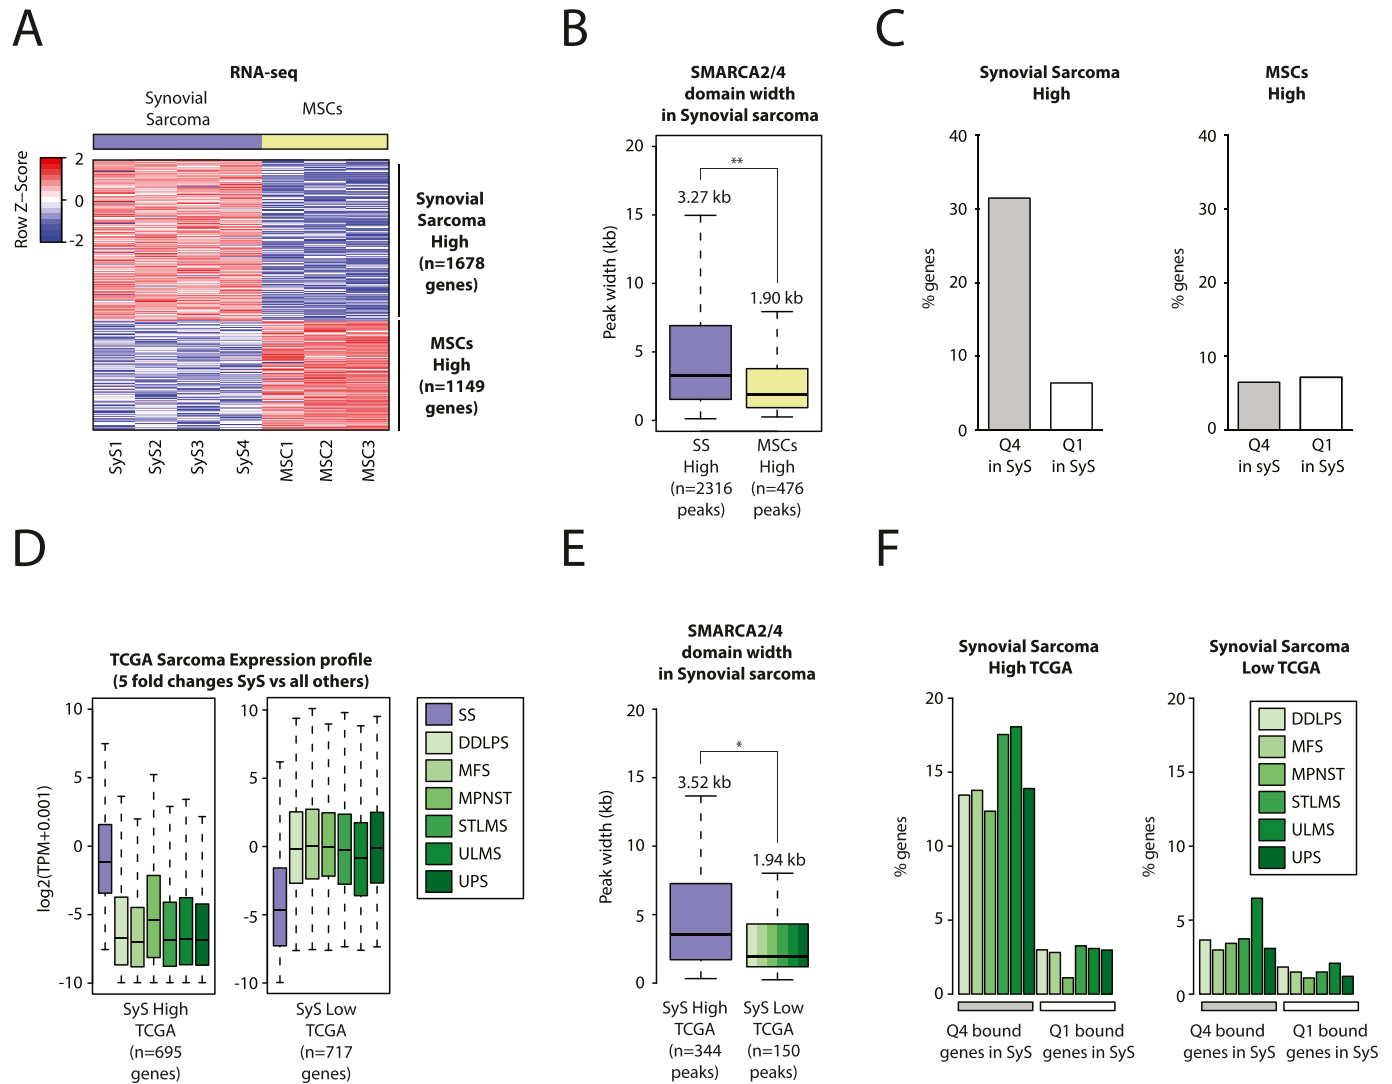 A
RNA-seq
Synovial
Sarcoma
MSCs
Row Z-Score
2
0
-2
Synovial
Sarcoma
High
(n=1678
genes)
MSCs
High
(n=1149
genes)
SyS1
SyS2
SyS3
SyS4
MSC1
MSC2
MSC3
B
SMARCA2/4
domain width
in Synovial sarcoma
Peak width (kb)
20
15
10
5
0
**
3.27 kb
1.90 kb
SS
High
(n=2316
peaks)
MSCs
High
(n=476
peaks)
C
Synovial Sarcoma
High
% genes
40
30
20
10
0
Q4
in SyS
Q1
in SyS
MSCs
High
% genes
40
30
20
10
0
Q4
in syS
Q1
in SyS
D
TCGA Sarcoma Expression profile
(5 fold changes SyS vs all others)
log2(TPM+0.001)
10
5
0
-5
-10
SyS High
TCGA
(n=695
genes)
10
5
0
-5
-10
SyS Low
TCGA
(n=717
genes)
SS
DDLPS
MFS
MPNST
STLMS
ULMS
UPS
E
SMARCA2/4
domain width
in Synovial sarcoma
Peak width (kb)
20
15
10
5
0
*
3.52 kb
1.94 kb
SyS High
TCGA
(n=344
peaks)
SyS Low
TCGA
(n=150
peaks)
F
Synovial Sarcoma
High TCGA
% genes
20
15
10
5
0
Q4 bound
genes in SyS
Q1 bound
genes in SyS
Synovial Sarcoma
Low TCGA
% genes
20
15
10
5
0
DDLPS
MFS
MPNST
STLMS
ULMS
UPS
Q4 bound
genes in SyS
Q1 bound
genes in SyS